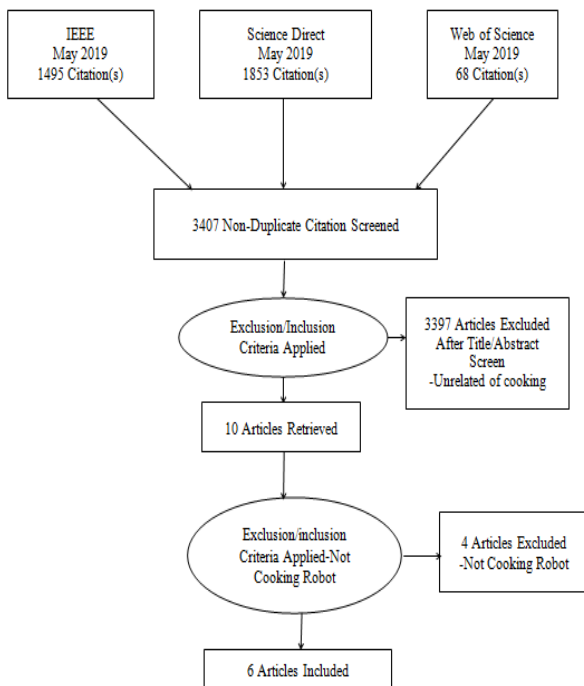 IEEE
May 2019
1495 Citation(s)
Science Direct
May 2019
1853 Citation(s)
Web of Science
May 2019
68 Citation(s)
3407 Non-Duplicate Citation Screened
Exclusion/Inclusion
Criteria Applied
3397 Articles Excluded
After Title/Abstract
Screen
-Unrelated of cooking
10 Articles Retrieved
Exclusion/inclusion
Criteria Applied-Not
Cooking Robot
4 Articles Excluded
-Not Cooking Robot
6 Articles Included